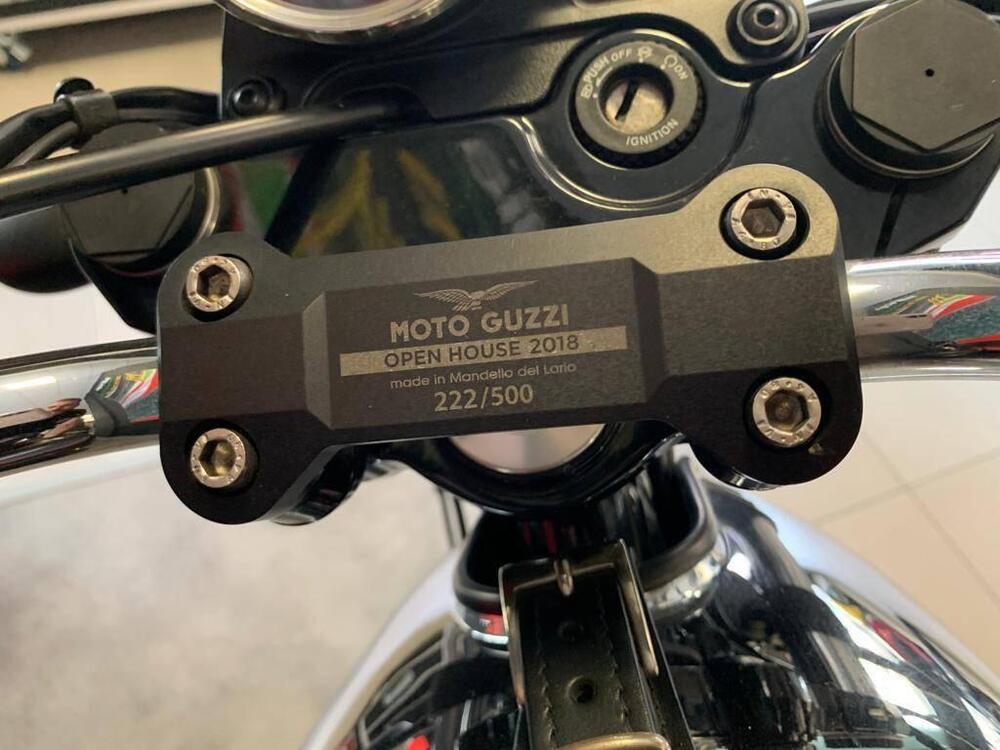 PUSH OFF ON
IGNITION
MOTO GUZZI
OPEN HOUSE 2018
made in Mandello del Lario
222/500